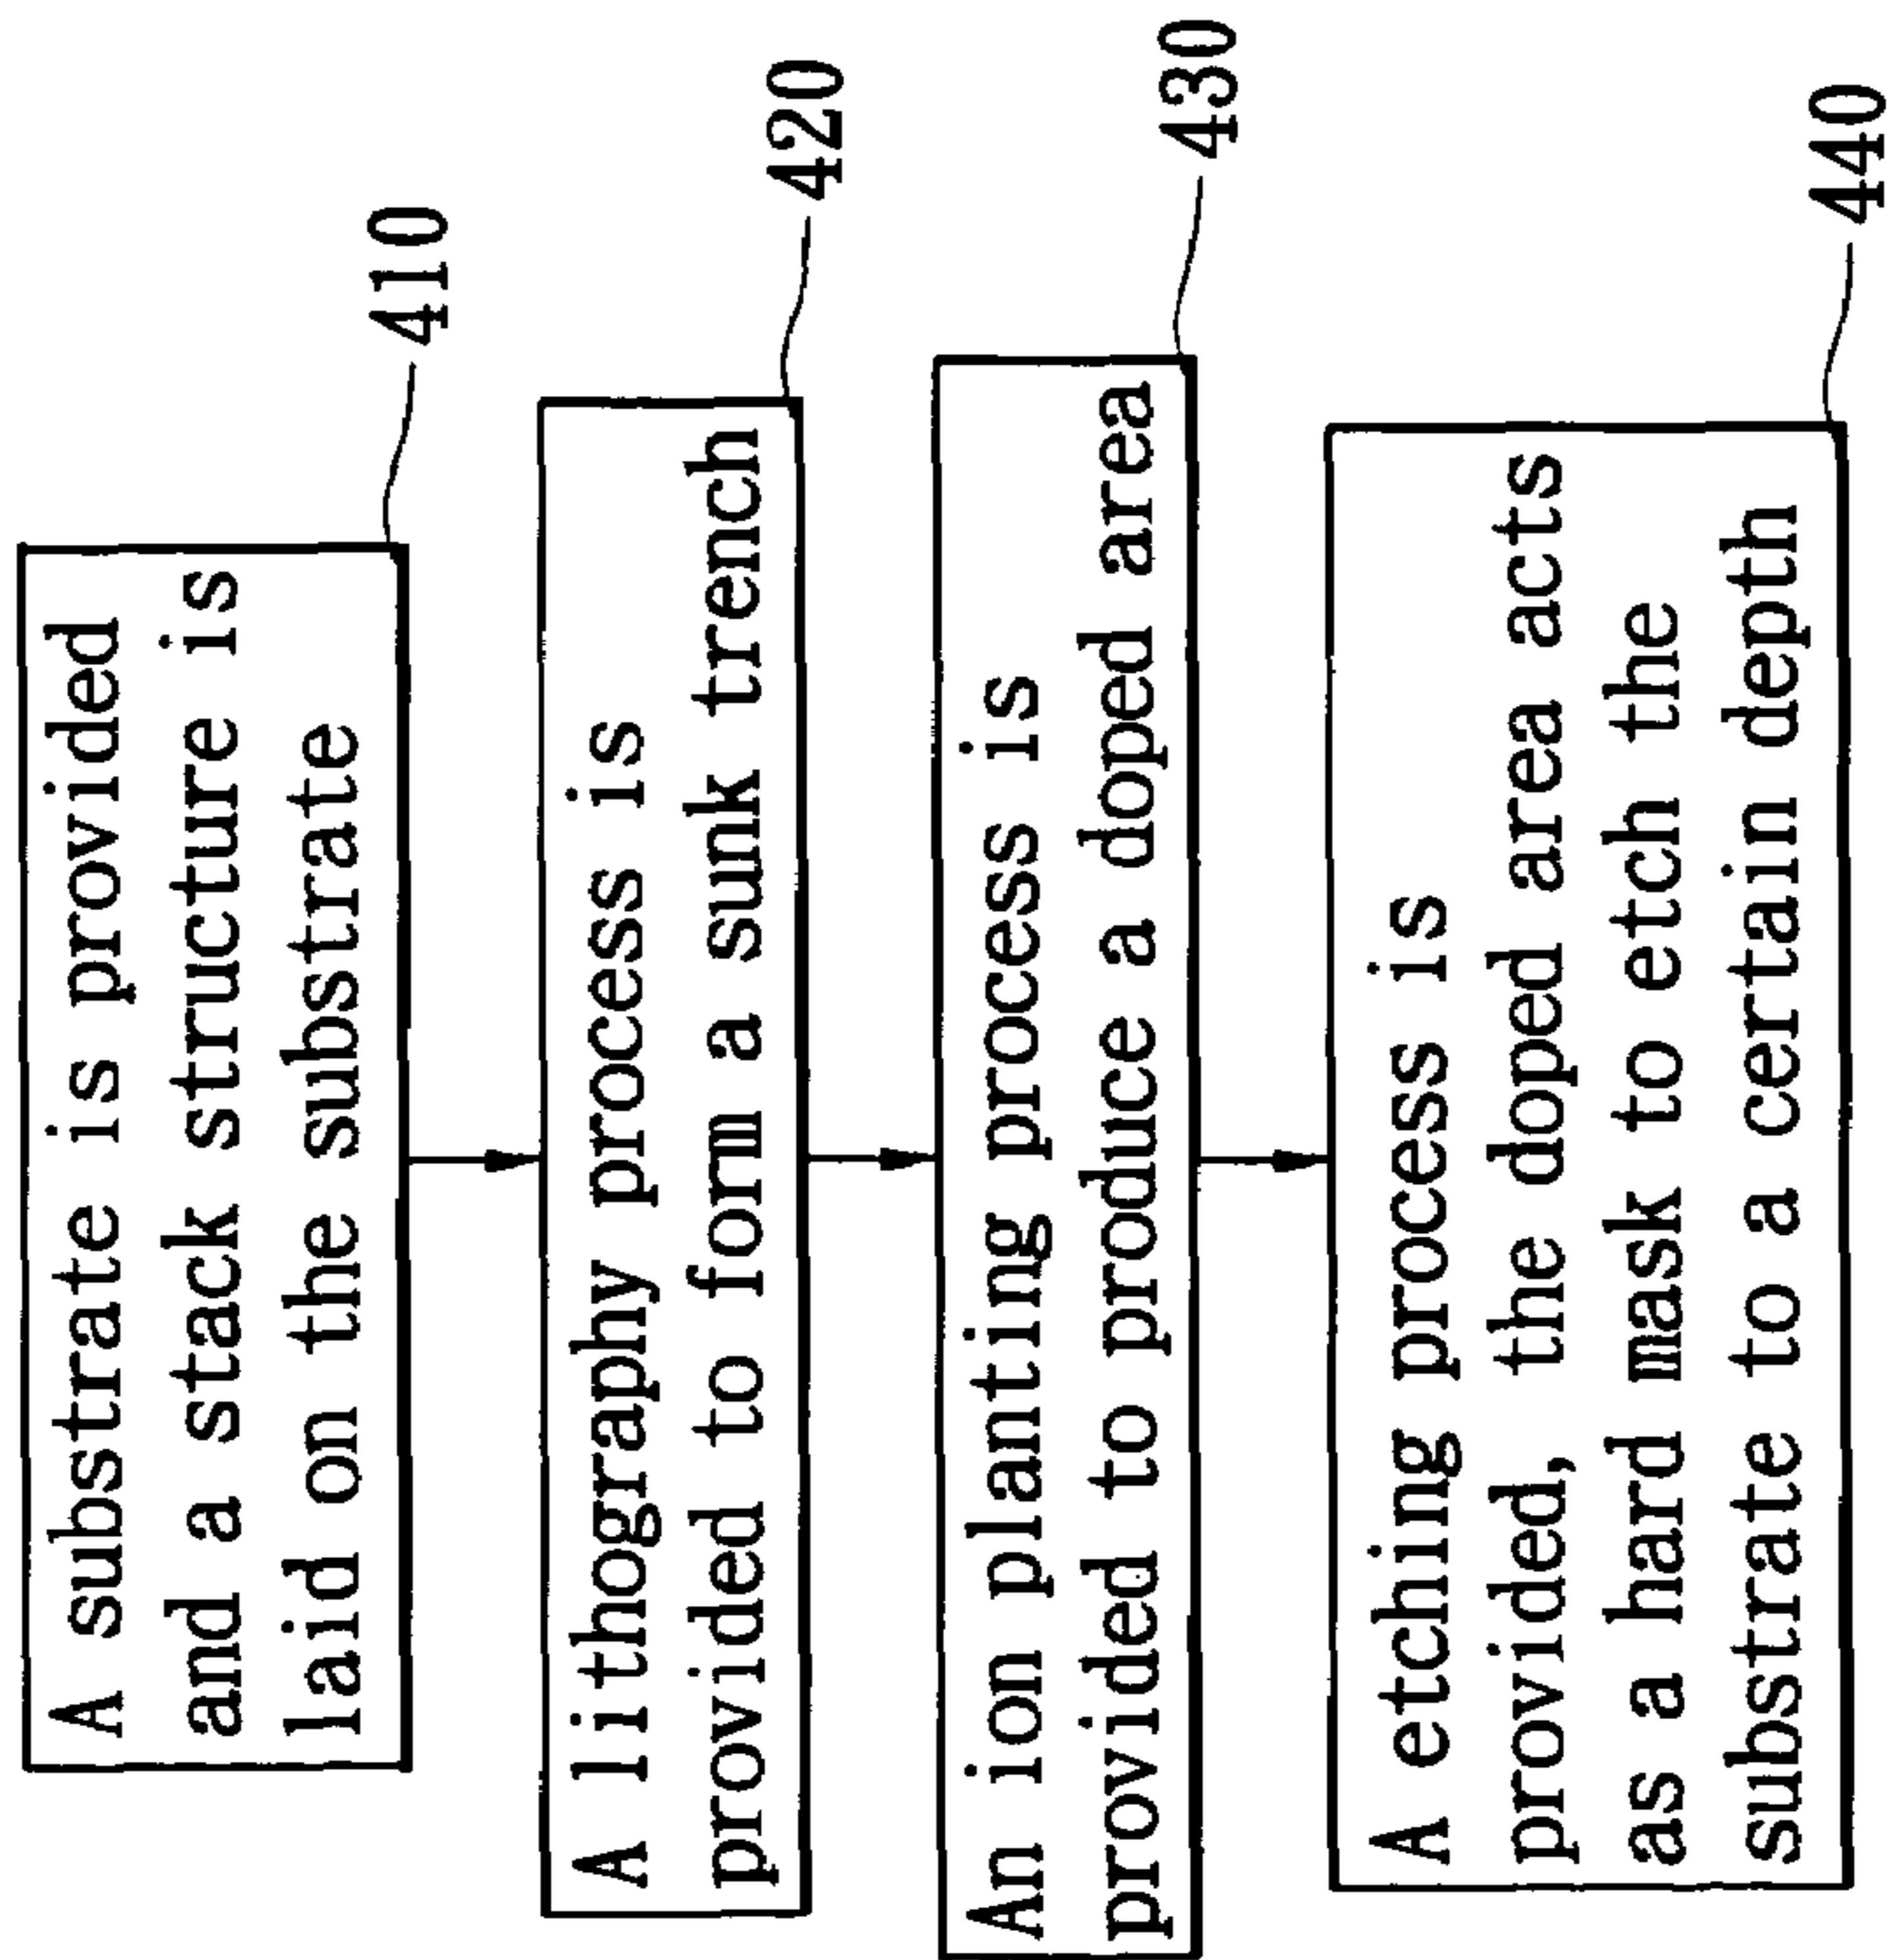 A substrate is provided
and a stack structure is
laid on the substrate
410
A lithography process is
provided to form a sunk trench
420
An ion planting process is
provided to produce a doped area
430
A etching process is
provided, the doped area acts
as a hard mask to etch the
substrate to a certain depth
440